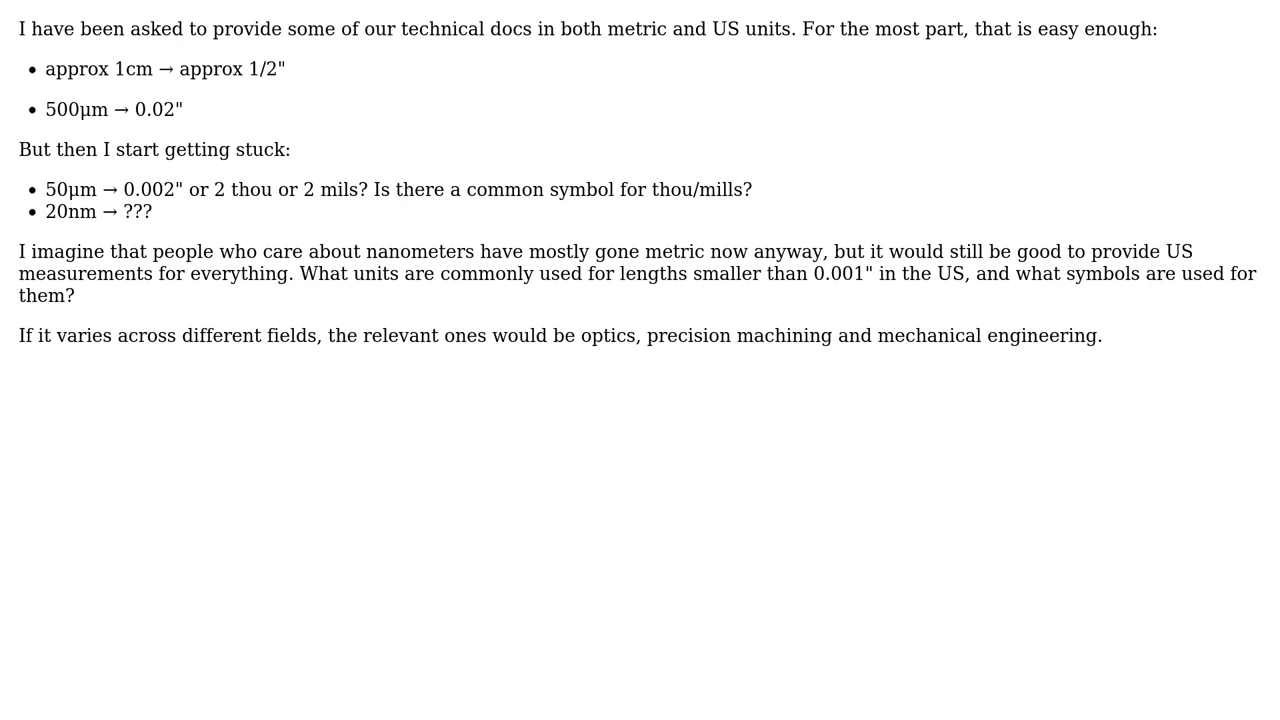 I have been asked to provide some of our technical docs in both metric and US units. For the most part, that is easy enough:
• approx 1cm → approx 1/2"
• 500μm → 0.02"
But then I start getting stuck:
• 50μm → 0.002" or 2 thou or 2 mils? Is there a common symbol for thou/mills?
• 20nm → ???
I imagine that people who care about nanometers have mostly gone metric now anyway, but it would still be good to provide US
measurements for everything. What units are commonly used for lengths smaller than 0.001" in the US, and what symbols are used for
them?
If it varies across different fields, the relevant ones would be optics, precision machining and mechanical engineering.